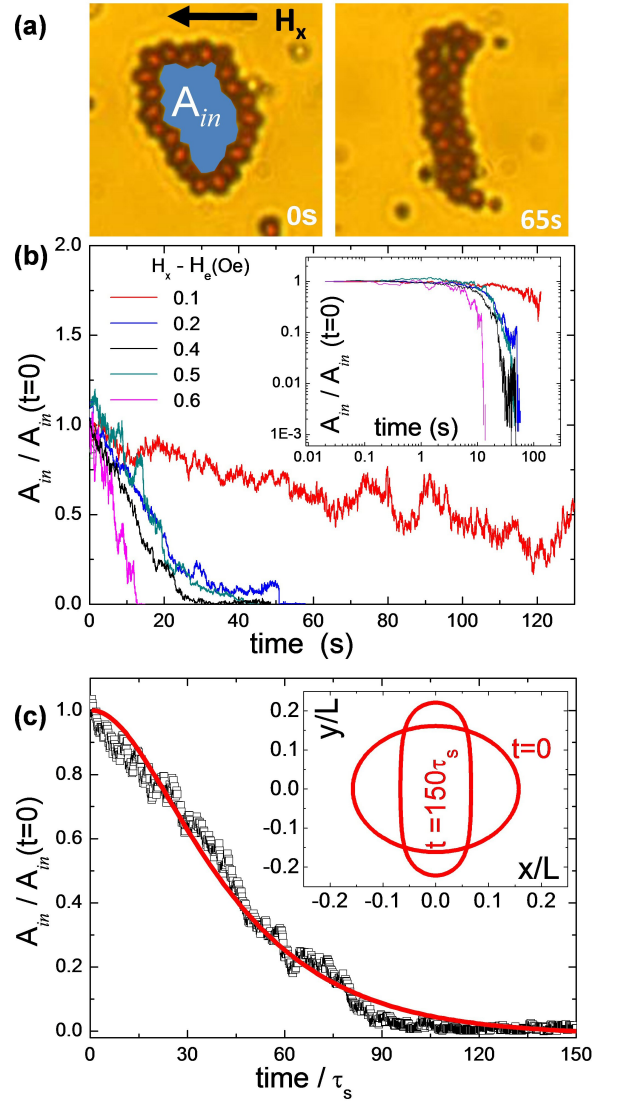 (a)
Hₓ
A_in
0s
65s
(b)
2.0
1.5
1.0
0.5
0.0
A_in / A_in(t=0)
0
20
40
60
80
100
120
time (s)
Hₓ - Hₑ(Oe)
0.1
0.2
0.4
0.5
0.6
1
0.1
0.01
1E-3
A_in / A_in (t=0)
time (s)
0.01
0.1
1
10
100
(c)
1.0
0.8
0.6
0.4
0.2
0.0
A_in / A_in(t=0)
0
30
60
90
120
150
time / τₛ
0.2
0.1
0.0
-0.1
-0.2
y/L
t=0
t =150τₛ
x/L
-0.2
-0.1
0.0
0.1
0.2